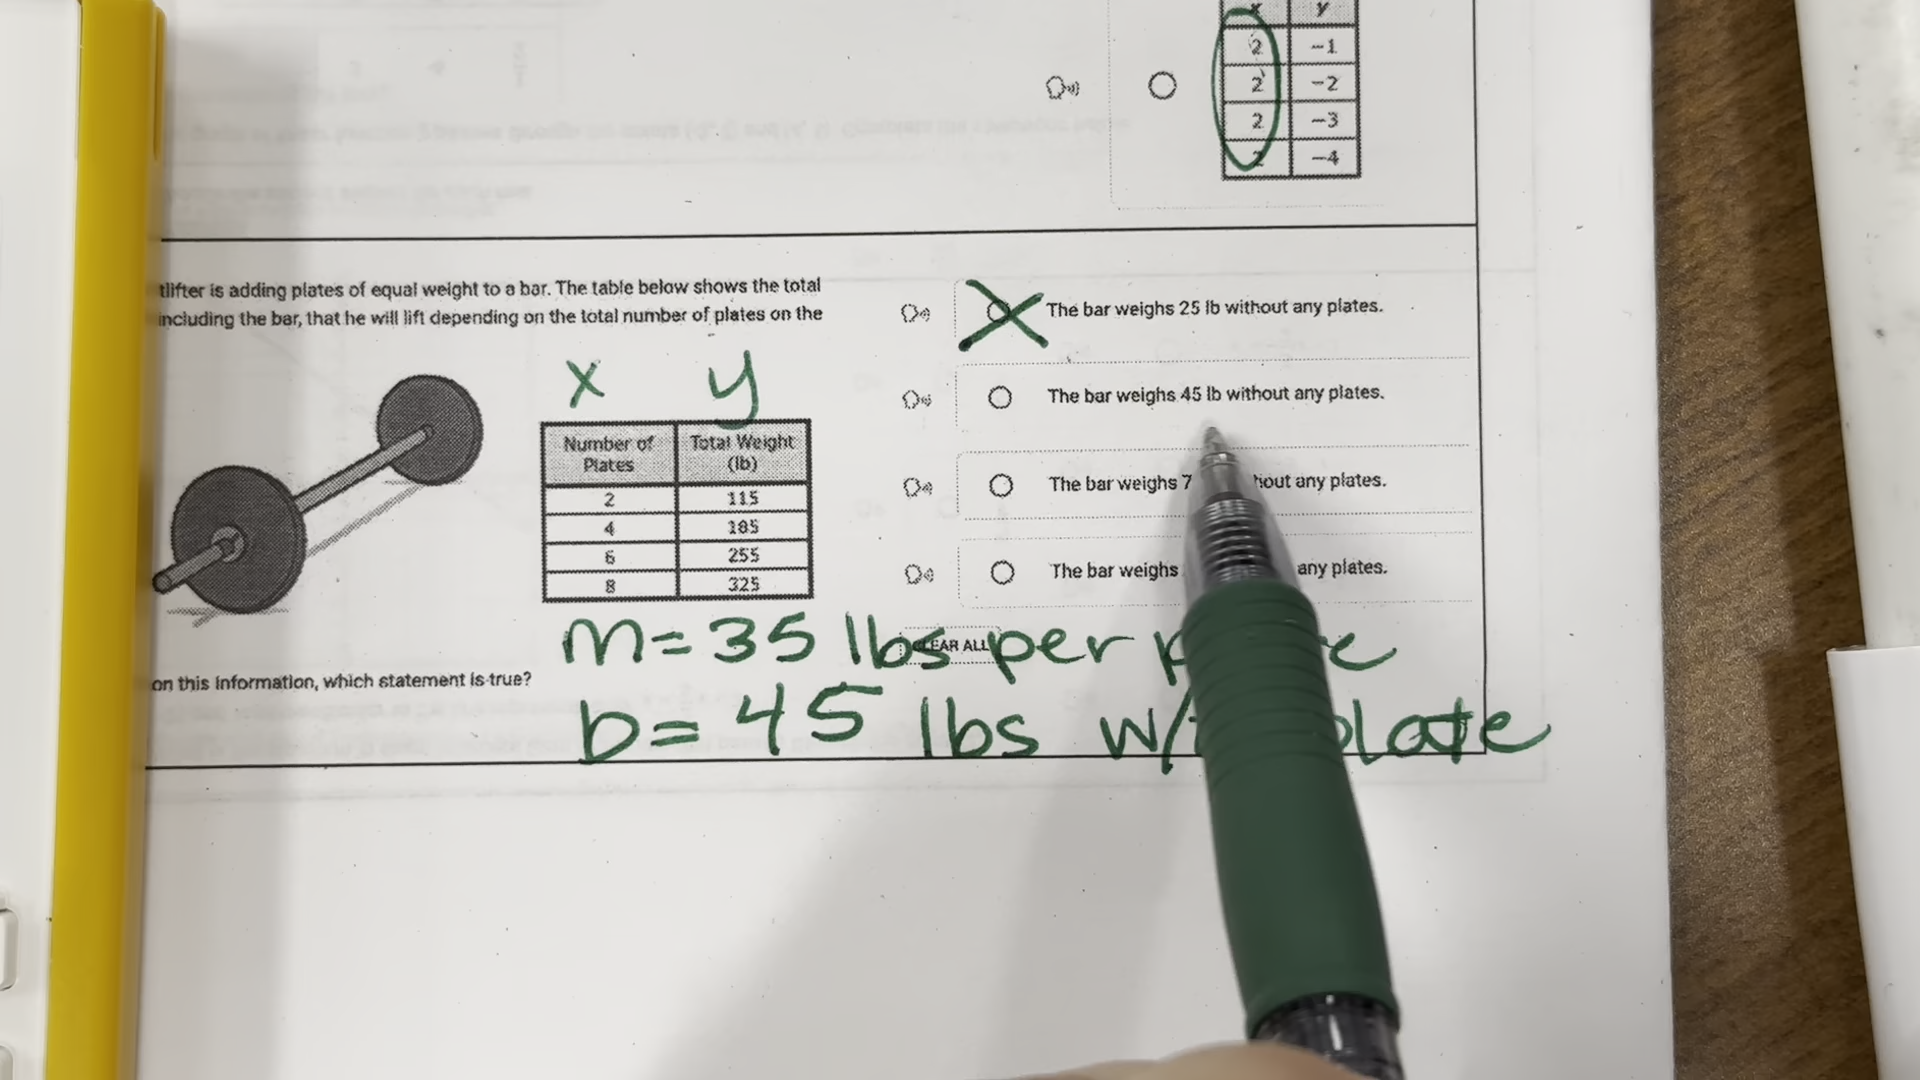 x y
2 -1
2 -2
2 -3
2 -4
tlifter is adding plates of equal weight to a bar. The table below shows the total
including the bar, that he will lift depending on the total number of plates on the
x y
Number of Plates Total Weight (lb)
2 115
4 185
6 255
8 325
on this information, which statement is true?
The bar weighs 25 lb without any plates.
The bar weighs 45 lb without any plates.
The bar weighs 7 hout any plates.
The bar weighs any plates.
CLEAR ALL
m = 35 lbs per
b = 45 lbs w/ plate